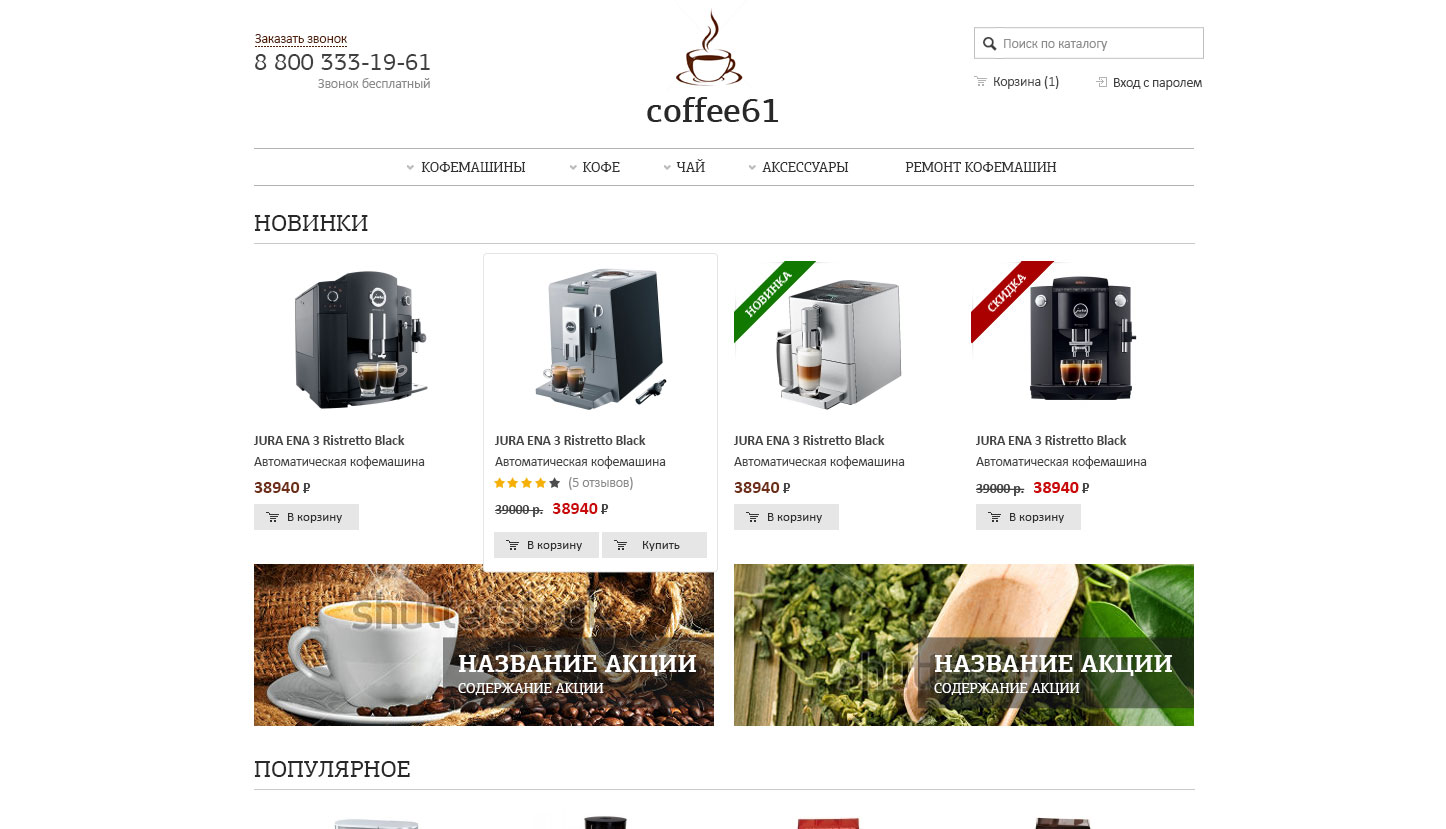 Заказать звонок
8 800 333-19-61
Звонок бесплатный
coffee61
Поиск по каталогу
Корзина (1)
Вход с паролем
КОФЕМАШИНЫ
КОФЕ
ЧАЙ
АКСЕССУАРЫ
РЕМОНТ КОФЕМАШИН
НОВИНКИ
НОВИНКА
СКИДКА
JURA ENA 3 Ristretto Black
Автоматическая кофемашина
38940 ₽
В корзину
JURA ENA 3 Ristretto Black
Автоматическая кофемашина
(5 отзывов)
39000 р. 38940 ₽
В корзину
Купить
JURA ENA 3 Ristretto Black
Автоматическая кофемашина
38940 ₽
В корзину
JURA ENA 3 Ristretto Black
Автоматическая кофемашина
39000 р. 38940 ₽
В корзину
НАЗВАНИЕ АКЦИИ
СОДЕРЖАНИЕ АКЦИИ
НАЗВАНИЕ АКЦИИ
СОДЕРЖАНИЕ АКЦИИ
ПОПУЛЯРНОЕ